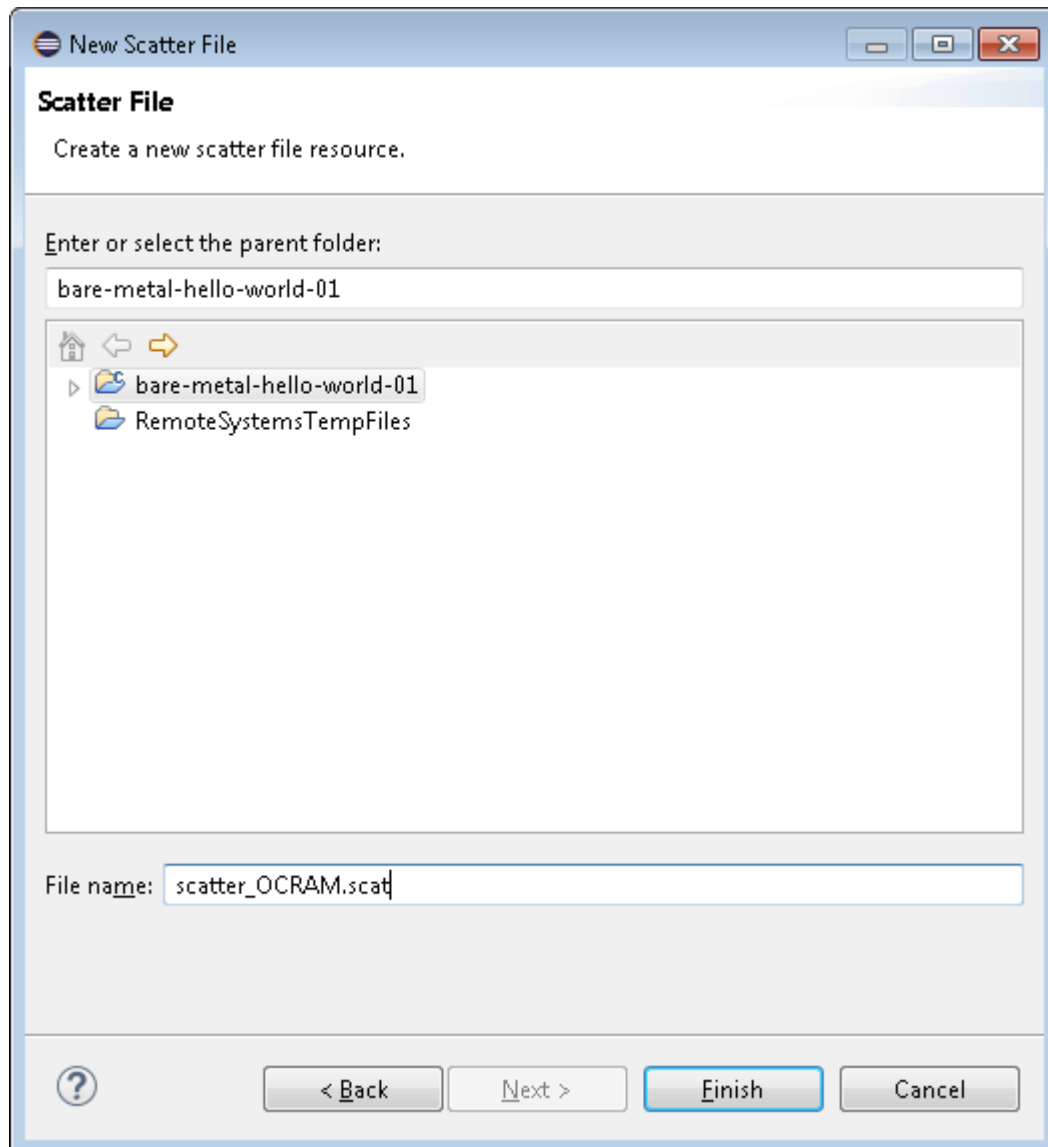 New Scatter File
Scatter File
Create a new scatter file resource.
Enter or select the parent folder:
bare-metal-hello-world-01
bare-metal-hello-world-01
RemoteSystemsTempFiles
File name: scatter_OCRAM.scat
? < Back Next > Finish Cancel